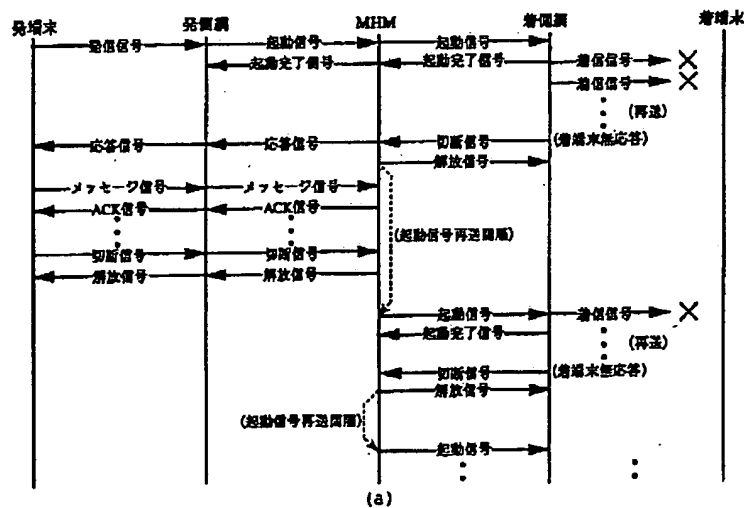 発端末 発側網 MHM 着側網 着端末
発信信号 起動信号 起動信号
起動完了信号 起動完了信号 着信信号
着信信号
(再送)
応答信号 応答信号 切断信号 (着端末無応答)
解放信号
メッセージ信号 メッセージ信号
ACK信号 ACK信号
(起動信号再送間隔)
切断信号 切断信号
解放信号 解放信号
起動信号 着信信号
起動完了信号
(再送)
切断信号 (着端末無応答)
解放信号
(起動信号再送間隔)
起動信号
(a)